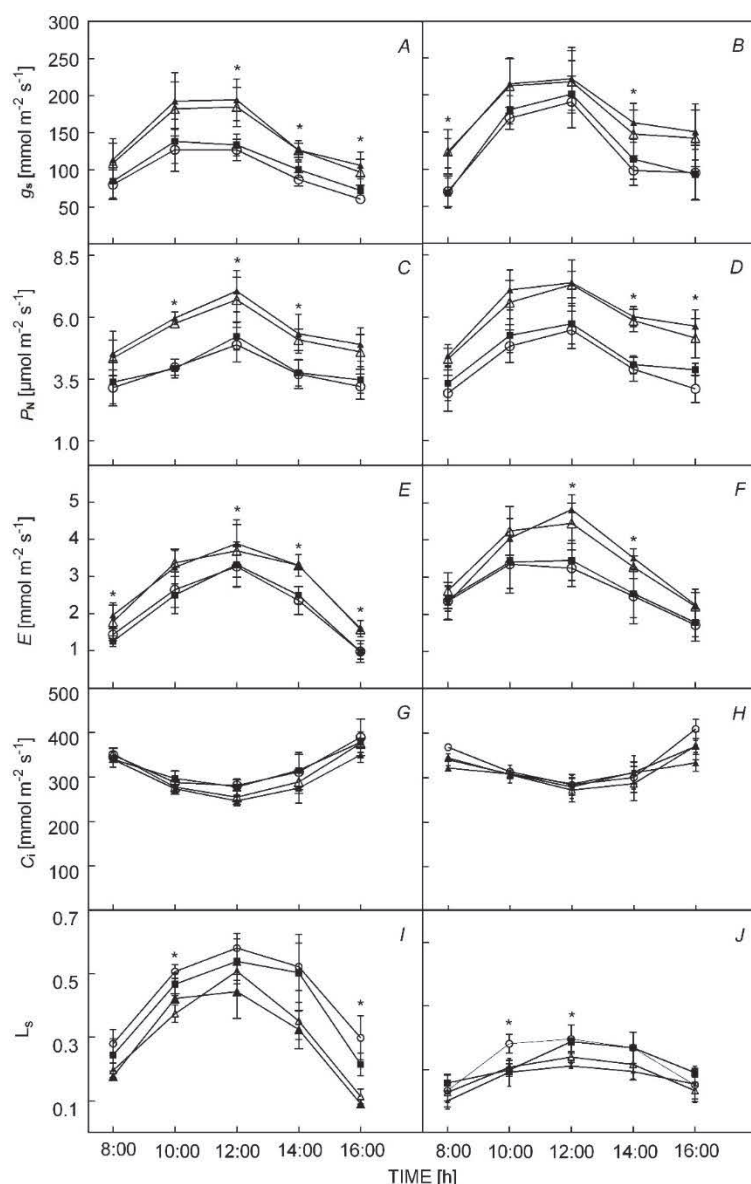 300
250
200
150
100
50
gs [mmol m-2 s-1]
A
*
*
*
B
*
*
8.5
6.0
3.5
1.0
PN [µmol m-2 s-1]
C
*
*
*
D
*
*
5
4
3
2
1
E [mmol m-2 s-1]
E
*
*
*
*
F
*
*
500
400
300
200
100
Ci [mmol m-2 s-1]
G
H
0.7
0.5
0.3
0.1
Ls
I
*
*
J
*
*
*
8:00 10:00 12:00 14:00 16:00 8:00 10:00 12:00 14:00 16:00
TIME [h]